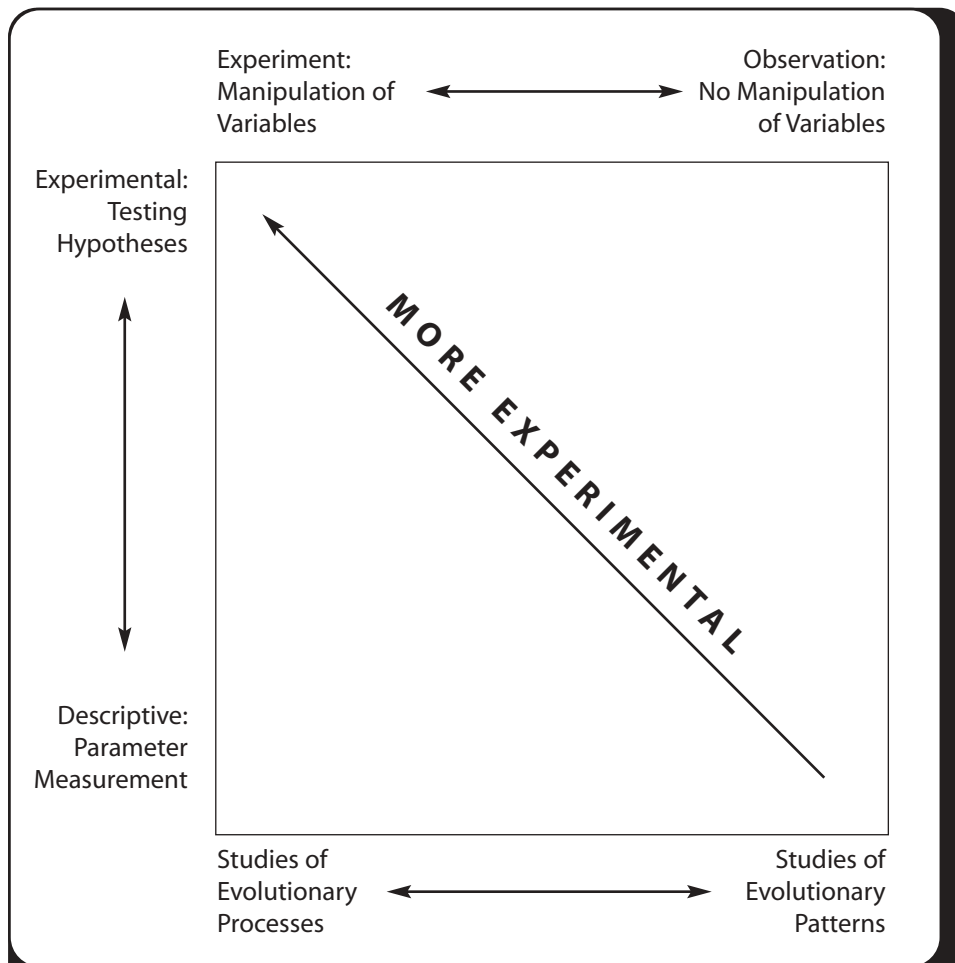 Experiment:
Manipulation of
Variables
Observation:
No Manipulation
of Variables
Experimental:
Testing
Hypotheses
MORE EXPERIMENTAL
Descriptive:
Parameter
Measurement
Studies of
Evolutionary
Processes
Studies of
Evolutionary
Patterns